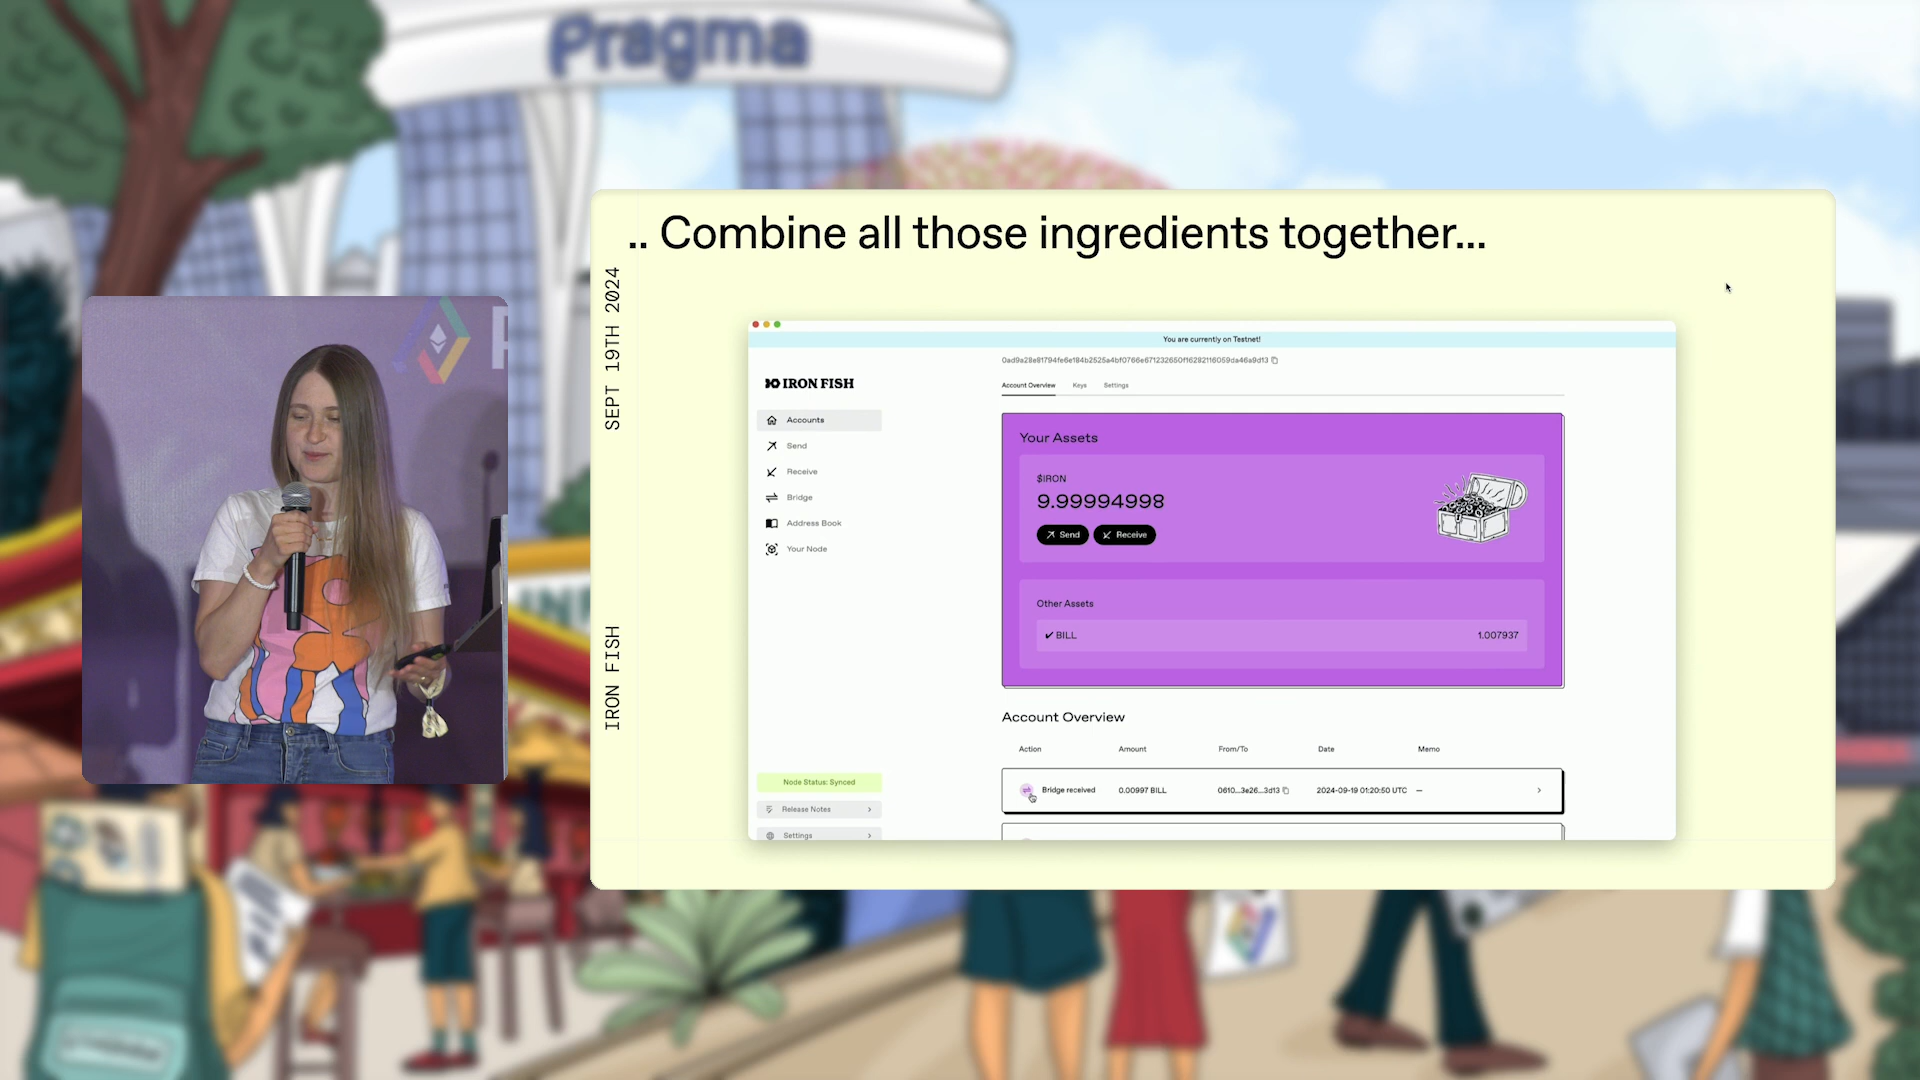 Pragma
.. Combine all those ingredients together...
SEPT 19TH 2024
IRON FISH
You are currently on Testnet!
0ad9a28e81794fe6e184b2525a4bf0766e671232650f16282116059da46a9d13
IRON FISH
Account Overview Keys Settings
Accounts
Send
Receive
Bridge
Address Book
Your Node
Your Assets
$IRON
9.99994998
Send Receive
Other Assets
✔ BILL 1.007937
Account Overview
Action Amount From/To Date Memo
Bridge received 0.00997 BILL 0610...3e26...3d13 2024-09-19 01:20:50 UTC —
Node Status: Synced
Release Notes
Settings